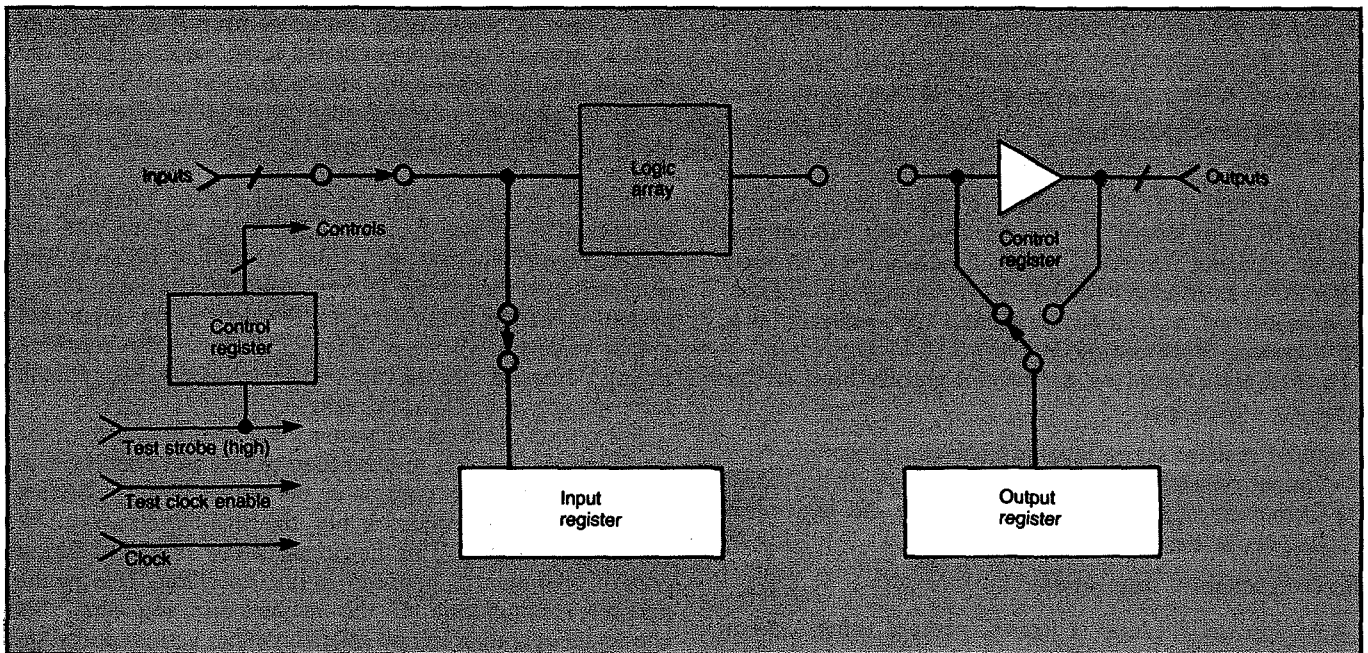 Logic
array
Inputs
Outputs
Controls
Control
register
Control
register
Test strobe (high)
Test clock enable
Clock
Input
register
Output
register